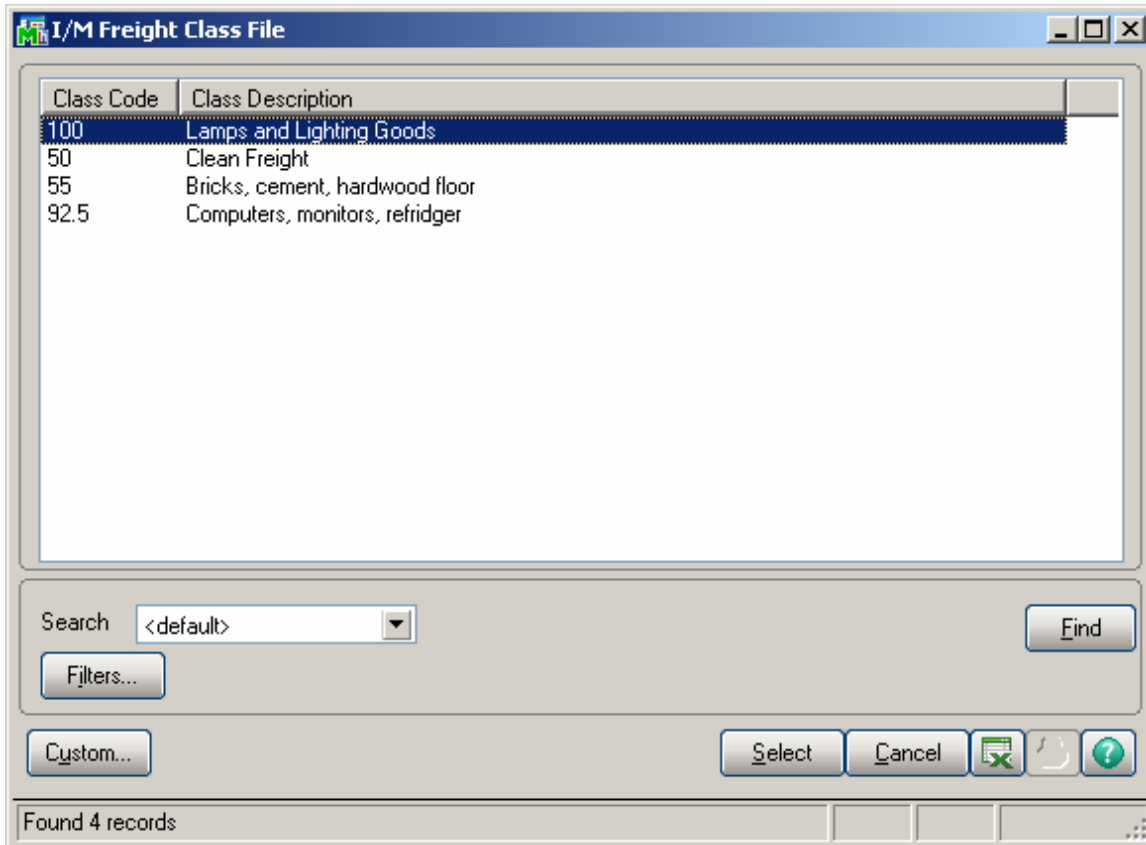 I/M Freight Class File
Class Code Class Description
100 Lamps and Lighting Goods
50 Clean Freight
55 Bricks, cement, hardwood floor
92.5 Computers, monitors, refridger
Search <default> Find
Filters...
Custom... Select Cancel ?
Found 4 records